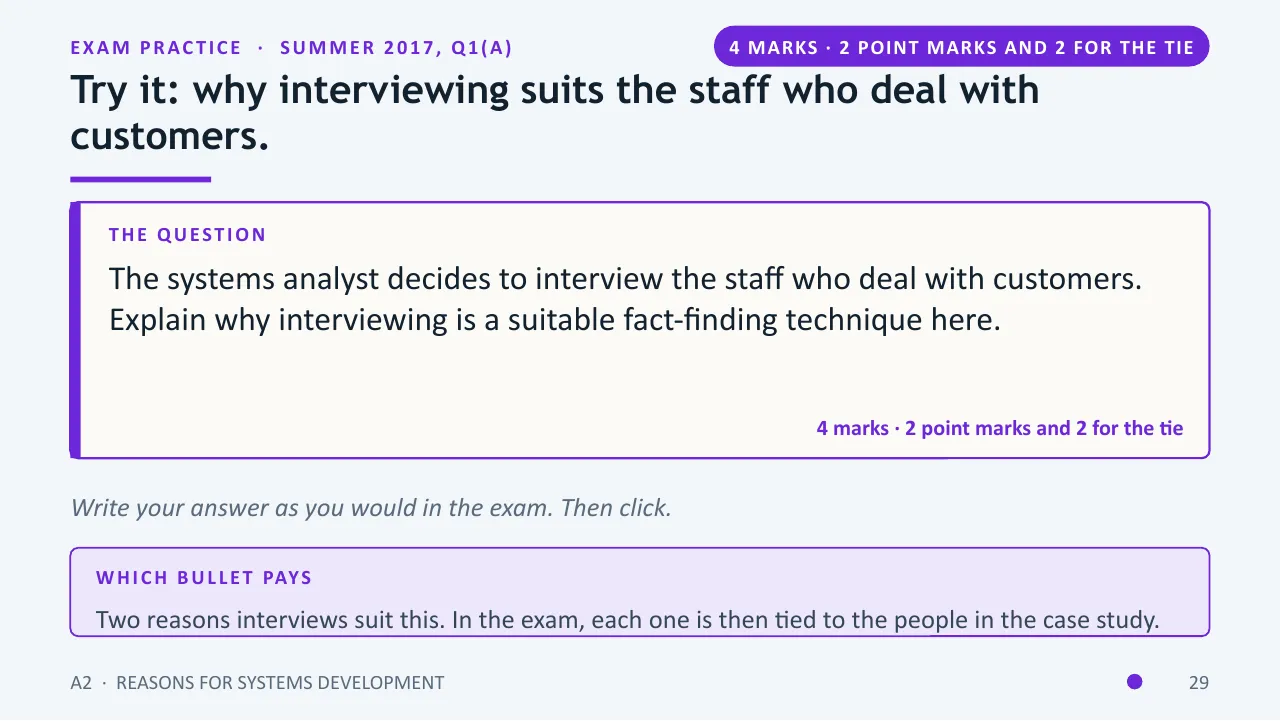 EXAM PRACTICE · SUMMER 2017, Q1(A)
4 MARKS · 2 POINT MARKS AND 2 FOR THE TIE
Try it: why interviewing suits the staff who deal with
customers.
THE QUESTION
The systems analyst decides to interview the staff who deal with customers.
Explain why interviewing is a suitable fact-finding technique here.
4 marks · 2 point marks and 2 for the tie
Write your answer as you would in the exam. Then click.
WHICH BULLET PAYS
Two reasons interviews suit this. In the exam, each one is then tied to the people in the case study.
A2 · REASONS FOR SYSTEMS DEVELOPMENT
29